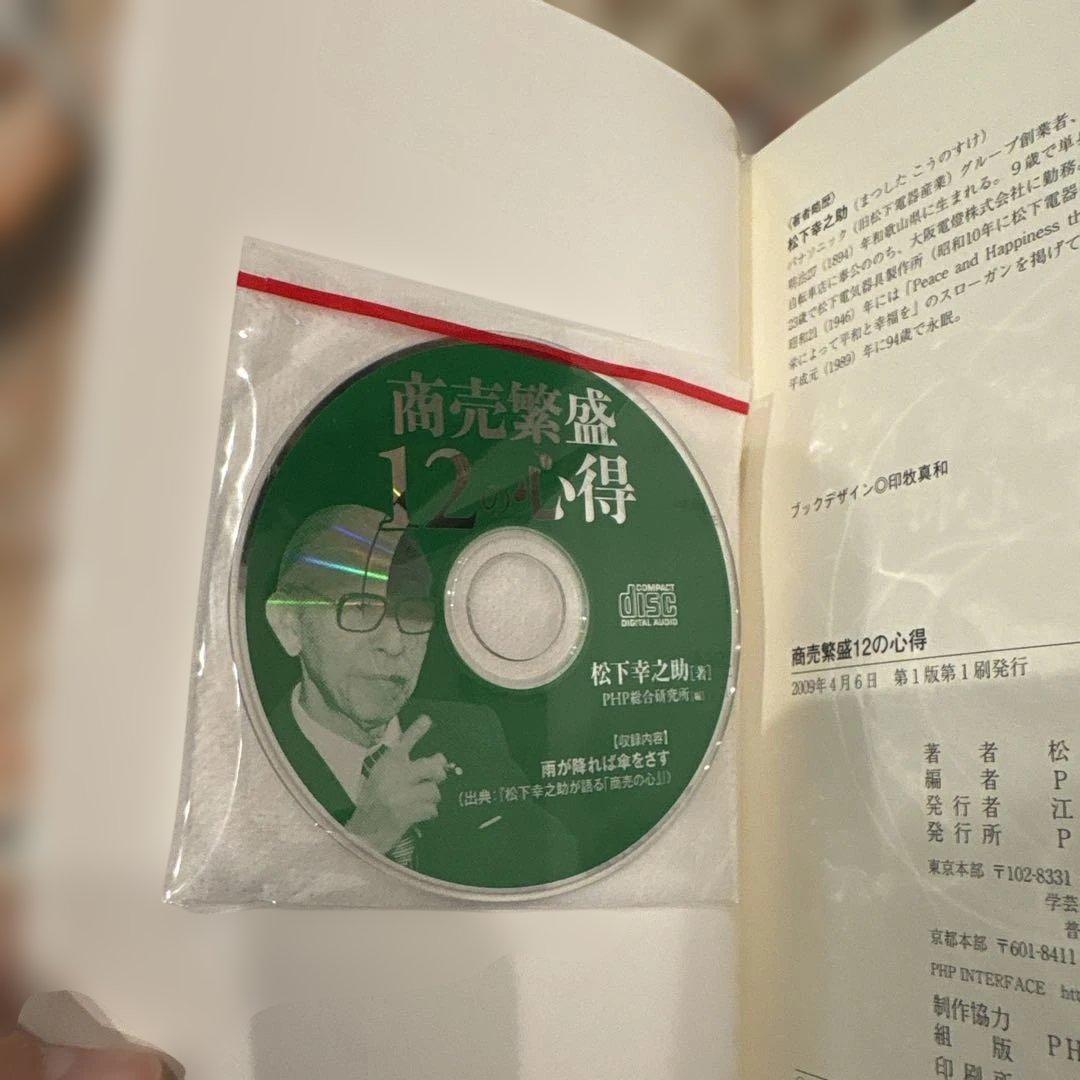 商売繁盛
12の心得
COMPACT
disc
DIGITAL AUDIO
松下幸之助[著]
PHP総合研究所[編]
【収録内容】
雨が降れば傘をさす
(出典:『松下幸之助が語る「商売の心」』)
〈著者略歴〉
松下幸之助(まつした こうのすけ)
パナソニック(旧松下電器産業)グループ創業者、
明治27(1894)年和歌山県に生まれる。9歳で単
自転車店に奉公ののち、大阪電燈株式会社に勤務。
23歳で松下電気器具製作所(昭和10年に松下電器
昭和21(1946)年には「Peace and Happiness th
栄によって平和と幸福を」のスローガンを掲げて
平成元(1989)年に94歳で永眠。
ブックデザイン◎印牧真和
商売繁盛12の心得
2009年4月6日 第1版第1刷発行
著者 松
編者 P
発行者 江
発行所 P
東京本部 〒102-8331
学芸
普
京都本部 〒601-8411
PHP INTERFACE htt
制作協力
組版 PH
印刷所